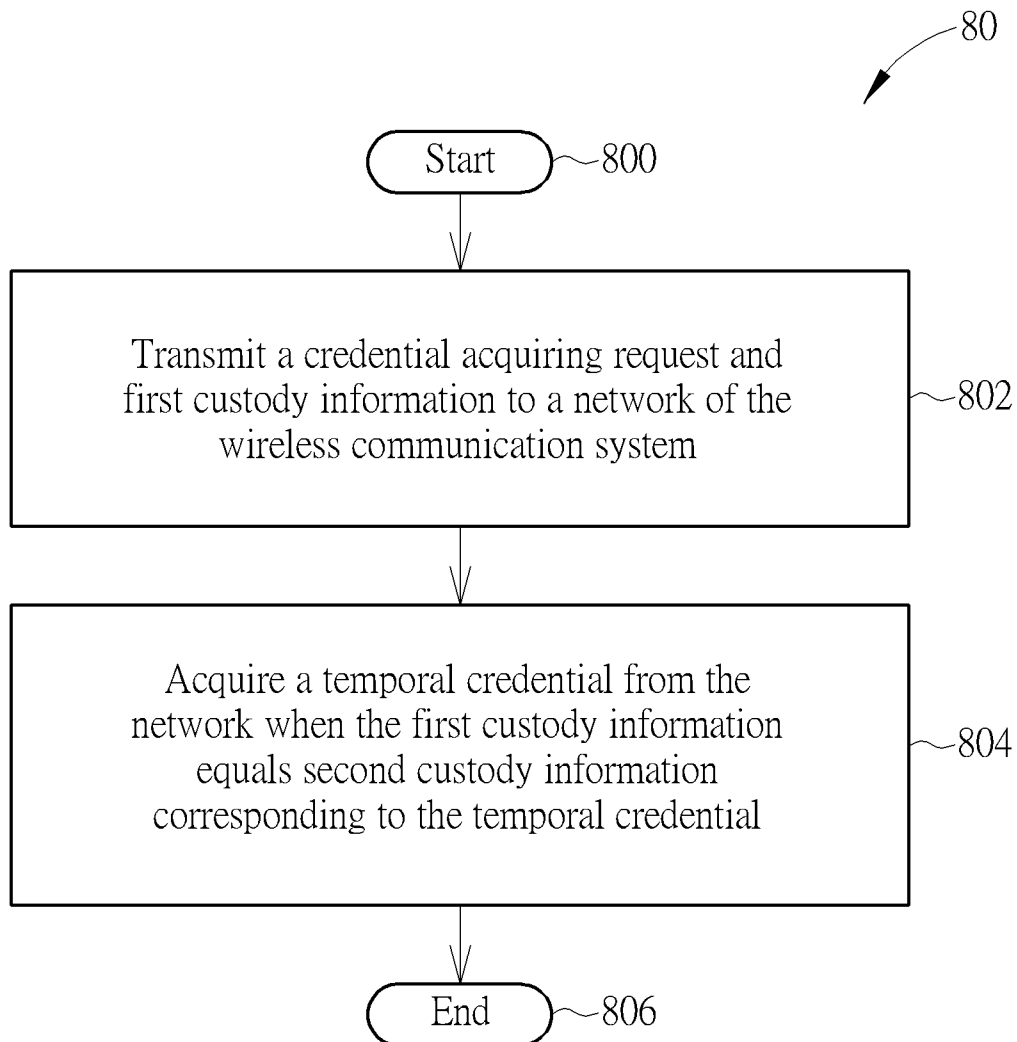 80
Start
800
Transmit a credential acquiring request and
first custody information to a network of the
wireless communication system
802
Acquire a temporal credential from the
network when the first custody information
equals second custody information
corresponding to the temporal credential
804
End
806